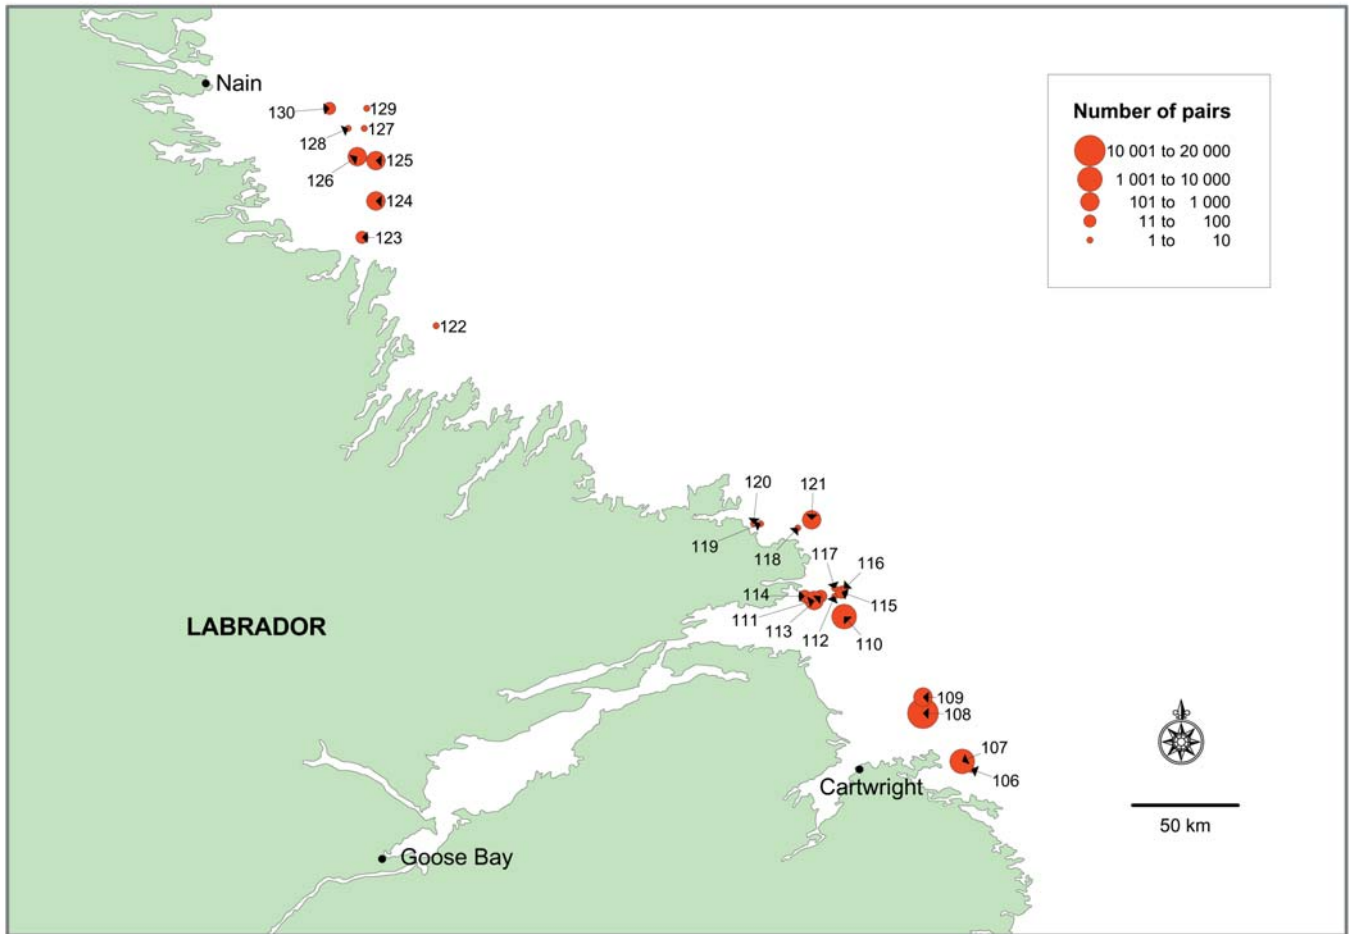 Nain
130
129
128
127
126
125
124
123
122
Number of pairs
10 001 to 20 000
1 001 to 10 000
101 to 1 000
11 to 100
1 to 10
120
121
119
118
117
116
114
115
111
113
112
110
LABRADOR
109
108
107
106
Cartwright
50 km
Goose Bay